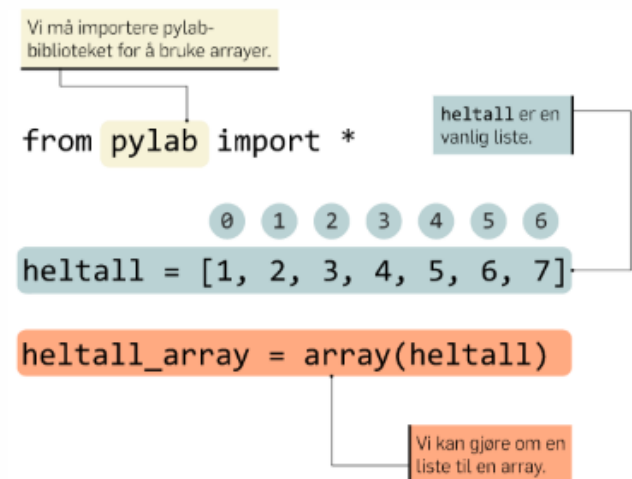 Vi må importere pylab-
biblioteket for å bruke arrayer.
from pylab import *
heltall er en
vanlig liste.
0 1 2 3 4 5 6
heltall = [1, 2, 3, 4, 5, 6, 7]
heltall_array = array(heltall)
Vi kan gjøre om en
liste til en array.